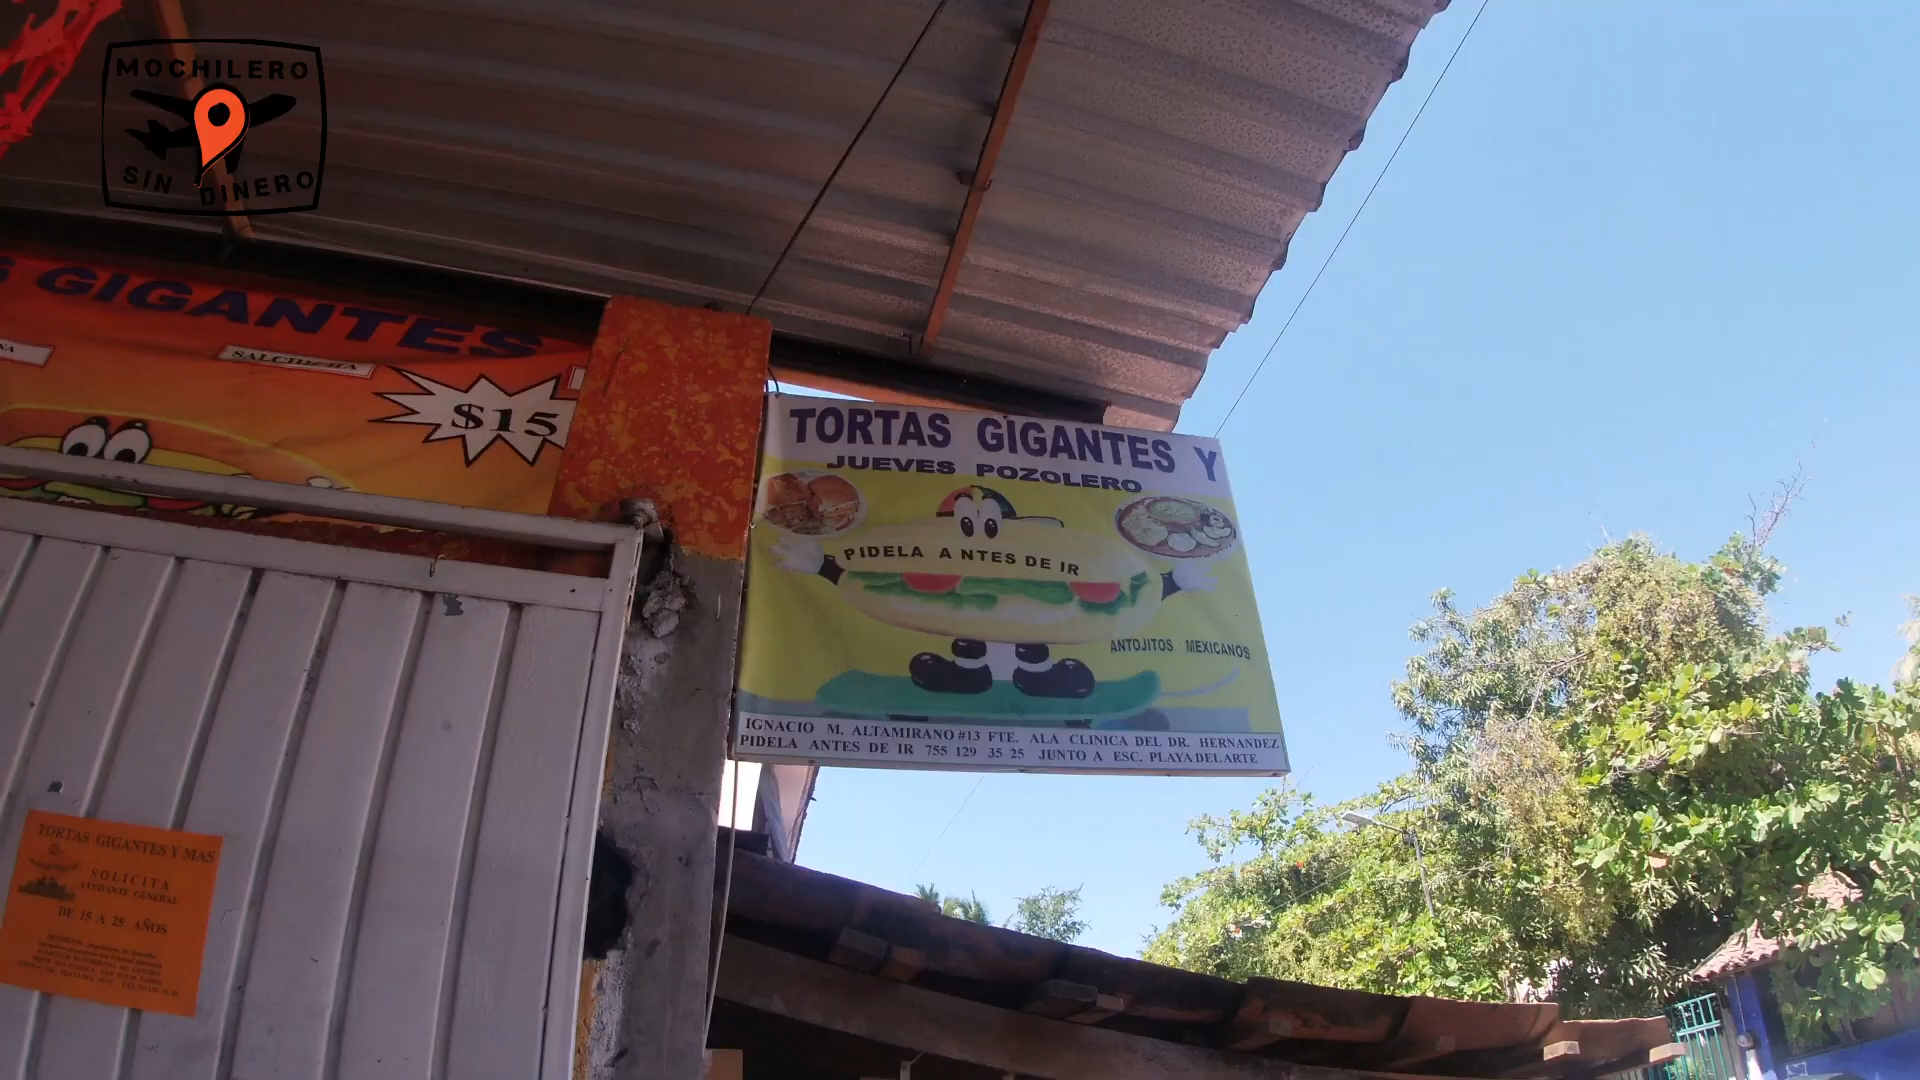 MOCHILERO
SIN DINERO
S GIGANTES
SALCHICHA
$15
TORTAS GIGANTES Y
JUEVES POZOLERO
PIDELA A NTES DE IR
ANTOJITOS MEXICANOS
IGNACIO M. ALTAMIRANO #13 FTE. ALA CLINICA DEL DR. HERNANDEZ
PIDELA ANTES DE IR 755 129 35 25 JUNTO A ESC. PLAYA DEL ARTE
TORTAS GIGANTES Y MAS
SOLICITA
AYUDANTE GENERAL
DE 15 A 25 AÑOS